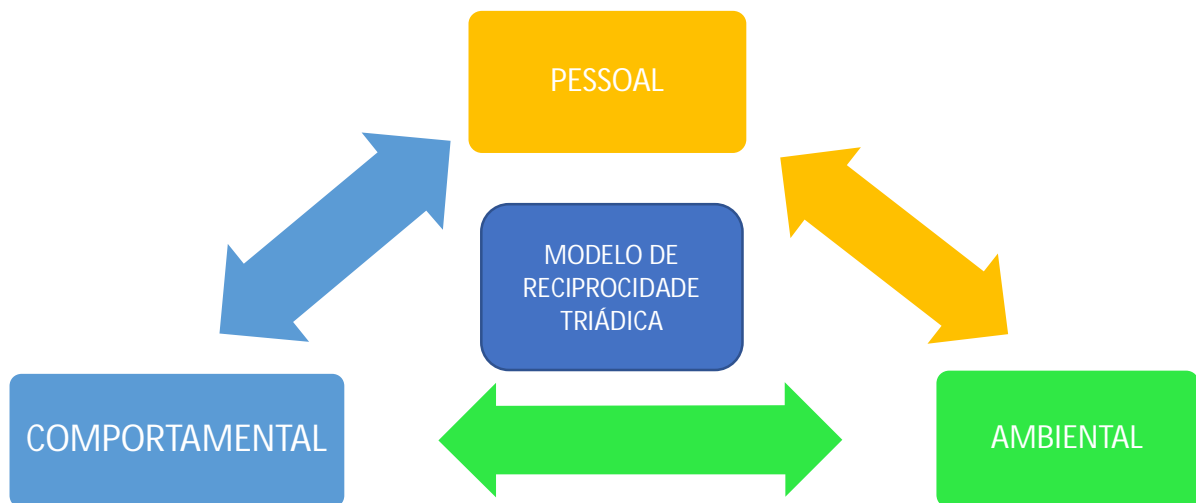 PESSOAL
MODELO DE
RECIPROCIDADE
TRIÁDICA
COMPORTAMENTAL
AMBIENTAL